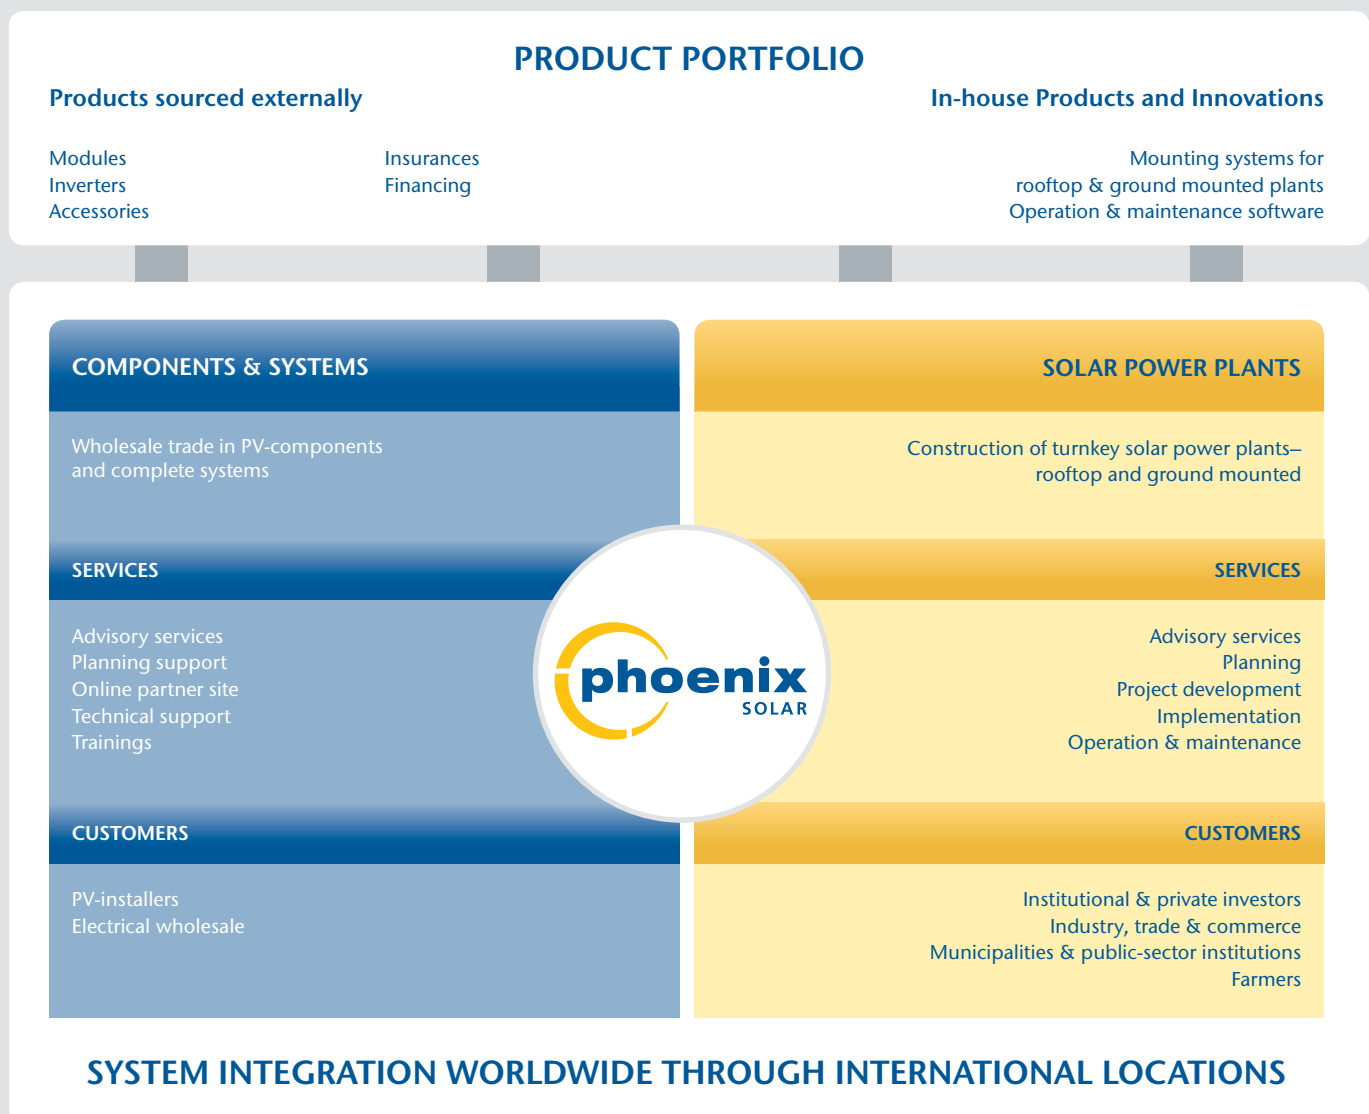 PRODUCT PORTFOLIO
Products sourced externally
Modules
Inverters
Accessories
Insurances
Financing
In-house Products and Innovations
Mounting systems for
rooftop & ground mounted plants
Operation & maintenance software
COMPONENTS & SYSTEMS
Wholesale trade in PV-components
and complete systems
SERVICES
Advisory services
Planning support
Online partner site
Technical support
Trainings
CUSTOMERS
PV-installers
Electrical wholesale
phoenix
SOLAR
SOLAR POWER PLANTS
Construction of turnkey solar power plants–
rooftop and ground mounted
SERVICES
Advisory services
Planning
Project development
Implementation
Operation & maintenance
CUSTOMERS
Institutional & private investors
Industry, trade & commerce
Municipalities & public-sector institutions
Farmers
SYSTEM INTEGRATION WORLDWIDE THROUGH INTERNATIONAL LOCATIONS